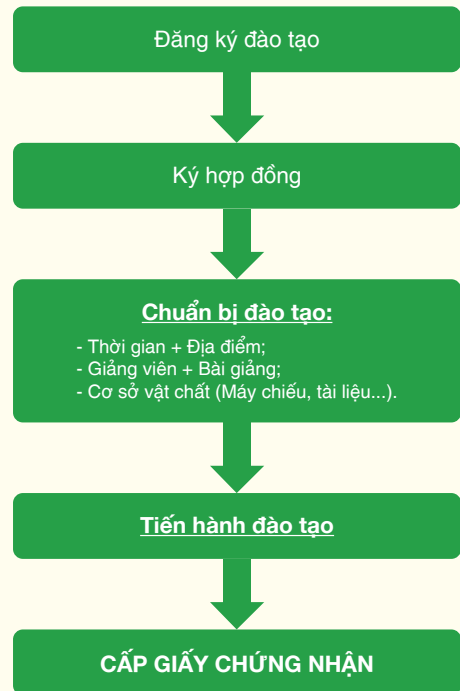 Đăng ký đào tạo
Ký hợp đồng
Chuẩn bị đào tạo:
- Thời gian + Địa điểm;
- Giảng viên + Bài giảng;
- Cơ sở vật chất (Máy chiếu, tài liệu...).
Tiến hành đào tạo
CẤP GIẤY CHỨNG NHẬN